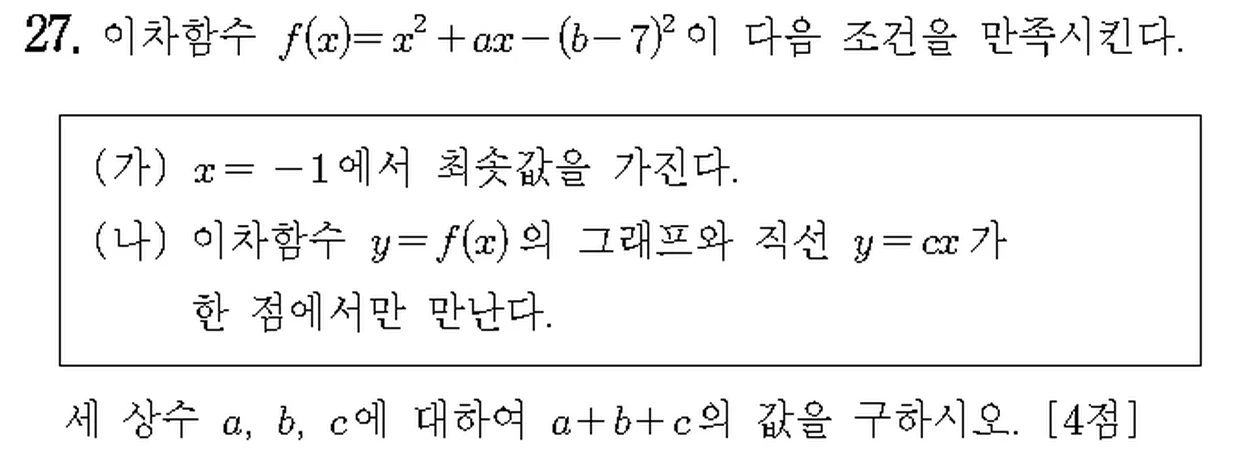 27. 이차함수 f(x)=x²+ax-(b-7)²이 다음 조건을 만족시킨다.
(가) x=-1에서 최솟값을 가진다.
(나) 이차함수 y=f(x)의 그래프와 직선 y=cx가
한 점에서만 만난다.
세 상수 a, b, c에 대하여 a+b+c의 값을 구하시오. [4점]